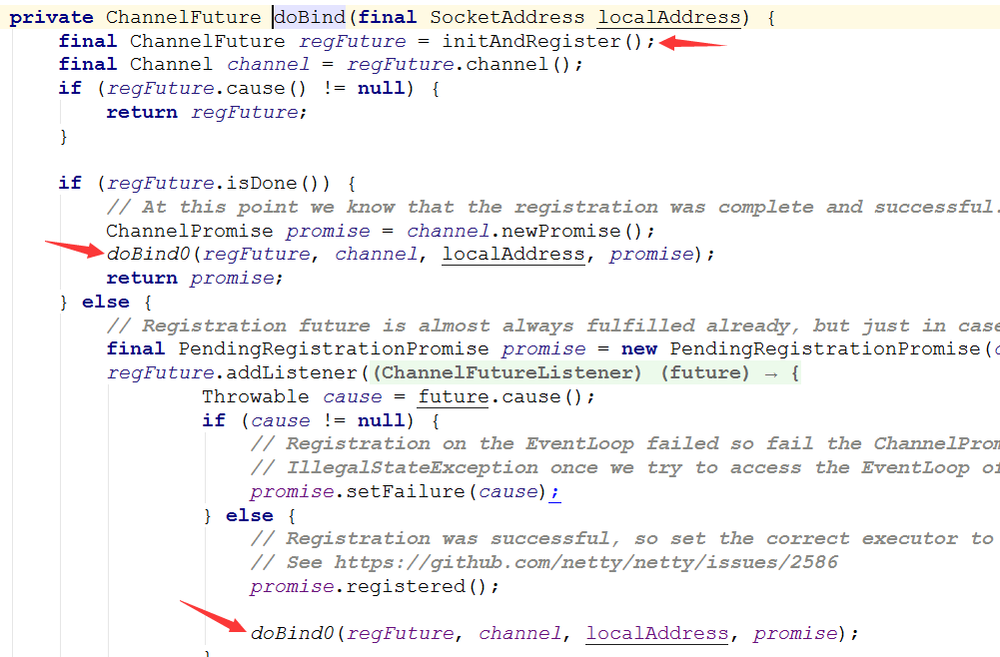 private ChannelFuture doBind(final SocketAddress localAddress) {
final ChannelFuture regFuture = initAndRegister();
final Channel channel = regFuture.channel();
if (regFuture.cause() != null) {
return regFuture;
}
if (regFuture.isDone()) {
// At this point we know that the registration was complete and successful.
ChannelPromise promise = channel.newPromise();
doBind0(regFuture, channel, localAddress, promise);
return promise;
} else {
// Registration future is almost always fulfilled already, but just in case
final PendingRegistrationPromise promise = new PendingRegistrationPromise(
regFuture.addListener((ChannelFutureListener) (future) → {
Throwable cause = future.cause();
if (cause != null) {
// Registration on the EventLoop failed so fail the ChannelProm
// IllegalStateException once we try to access the EventLoop of
promise.setFailure(cause);
} else {
// Registration was successful, so set the correct executor to
// See https://github.com/netty/netty/issues/2586
promise.registered();
doBind0(regFuture, channel, localAddress, promise);